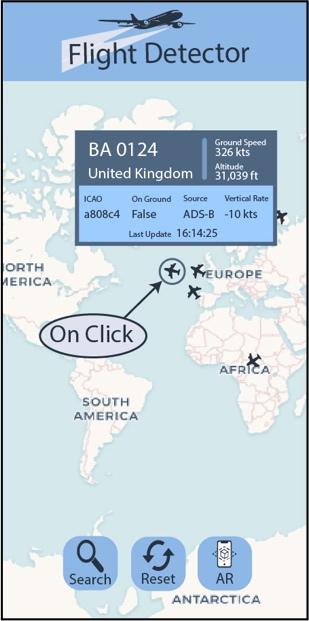 Flight Detector
BA 0124
United Kingdom
Ground Speed
326 kts
Altitude
31,039 ft
ICAO On Ground Source Vertical Rate
a808c4 False ADS-B -10 kts
Last Update 16:14:25
ORTH
MERICA
EUROPE
On Click
AFRICA
SOUTH
AMERICA
Search Reset AR
ANTARCTICA